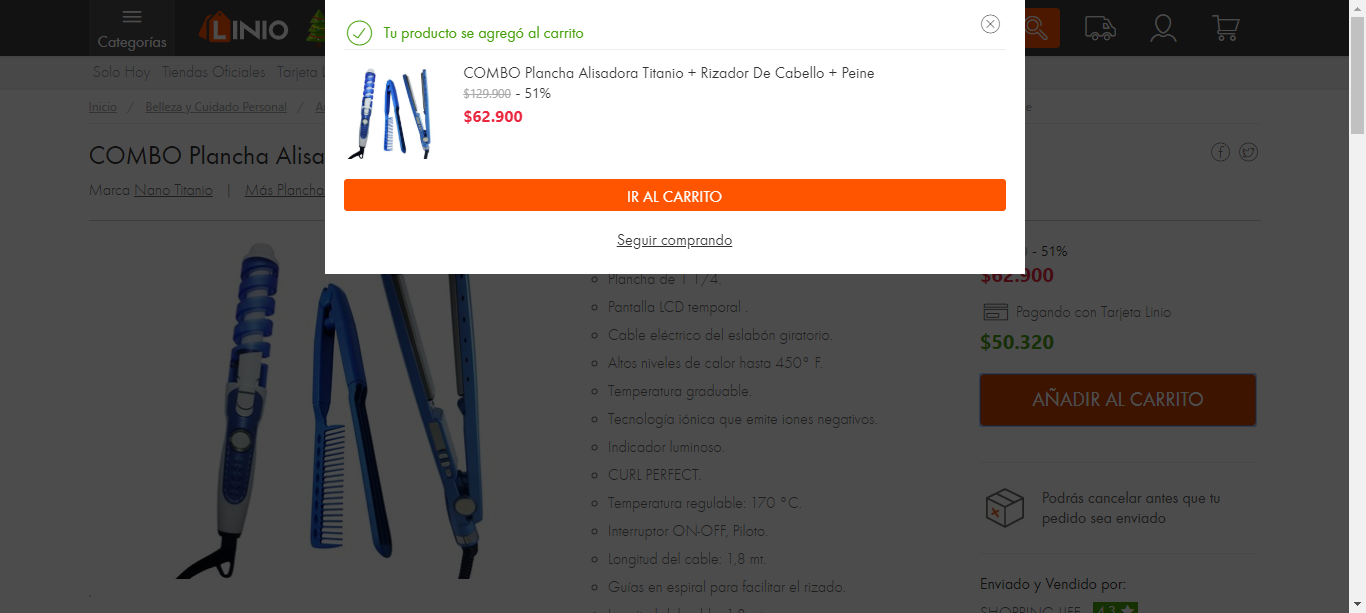 Categorías
LINIO
Solo Hoy Tiendas Oficiales Tarjeta
Inicio / Belleza y Cuidado Personal /
Tu producto se agregó al carrito
COMBO Plancha Alisadora Titanio + Rizador De Cabello + Peine
$129.900 - 51%
$62.900
IR AL CARRITO
Seguir comprando
COMBO Plancha Alisa
Marca Nano Titanio | Más Plancha
Plancha de 1 1/4.
Pantalla LCD temporal .
Cable eléctrico del eslabón giratorio.
Altos niveles de calor hasta 450° F.
Temperatura graduable.
Tecnología iónica que emite iones negativos.
Indicador luminoso.
CURL PERFECT.
Temperatura regulable: 170 °C.
Interruptor ON-OFF, Piloto.
Longitud del cable: 1,8 mt.
Guías en espiral para facilitar el rizado.
- 51%
$62.900
Pagando con Tarjeta Linio
$50.320
AÑADIR AL CARRITO
Podrás cancelar antes que tu
pedido sea enviado
Enviado y Vendido por:
SHOPPING LIFE 4.3